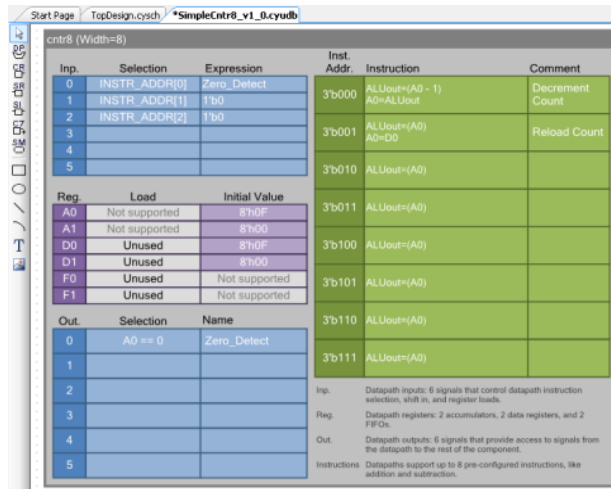 Start Page TopDesign.cysch *SimpleCntr8_v1_0.cyudb
cntr8 (Width=8)
Inp. Selection Expression
0 INSTR_ADDR[0] Zero_Detect
1 INSTR_ADDR[1] 1'b0
2 INSTR_ADDR[2] 1'b0
3
4
5
Reg. Load Initial Value
A0 Not supported 8'h0F
A1 Not supported 8'h00
D0 Unused 8'h0F
D1 Unused 8'h00
F0 Unused Not supported
F1 Unused Not supported
Out. Selection Name
0 A0 == 0 Zero_Detect
1
2
3
4
5
Inst.
Addr. Instruction Comment
3'b000 ALUout=(A0 - 1)
A0=ALUout
Decrement
Count
3'b001 ALUout=(A0)
A0=D0
Reload Count
3'b010 ALUout=(A0)
3'b011 ALUout=(A0)
3'b100 ALUout=(A0)
3'b101 ALUout=(A0)
3'b110 ALUout=(A0)
3'b111 ALUout=(A0)
Inp. Datapath inputs: 6 signals that control datapath instruction
selection, shift in, and register loads.
Reg. Datapath registers: 2 accumulators, 2 data registers, and 2
FIFOs.
Out. Datapath outputs: 6 signals that provide access to signals from
the datapath to the rest of the component.
Instructions Datapaths support up to 8 pre-configured instructions, like
addition and subtraction.
DP
CR
SR
SI
C7
SM
T